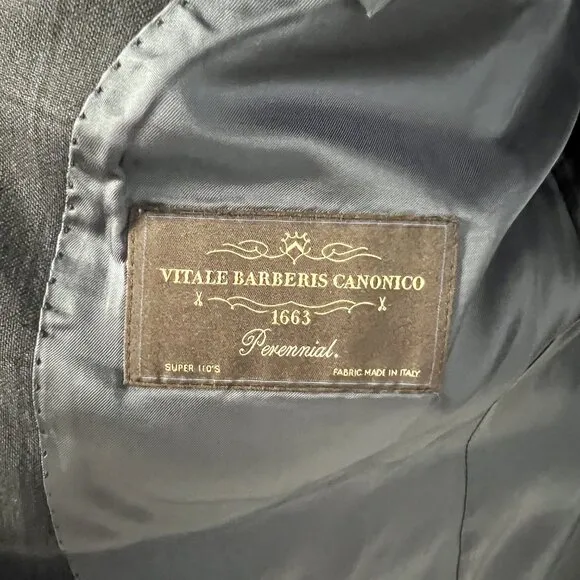 VITALE BARBERIS CANONICO
1663
Perennial.
SUPER 110'S
FABRIC MADE IN ITALY